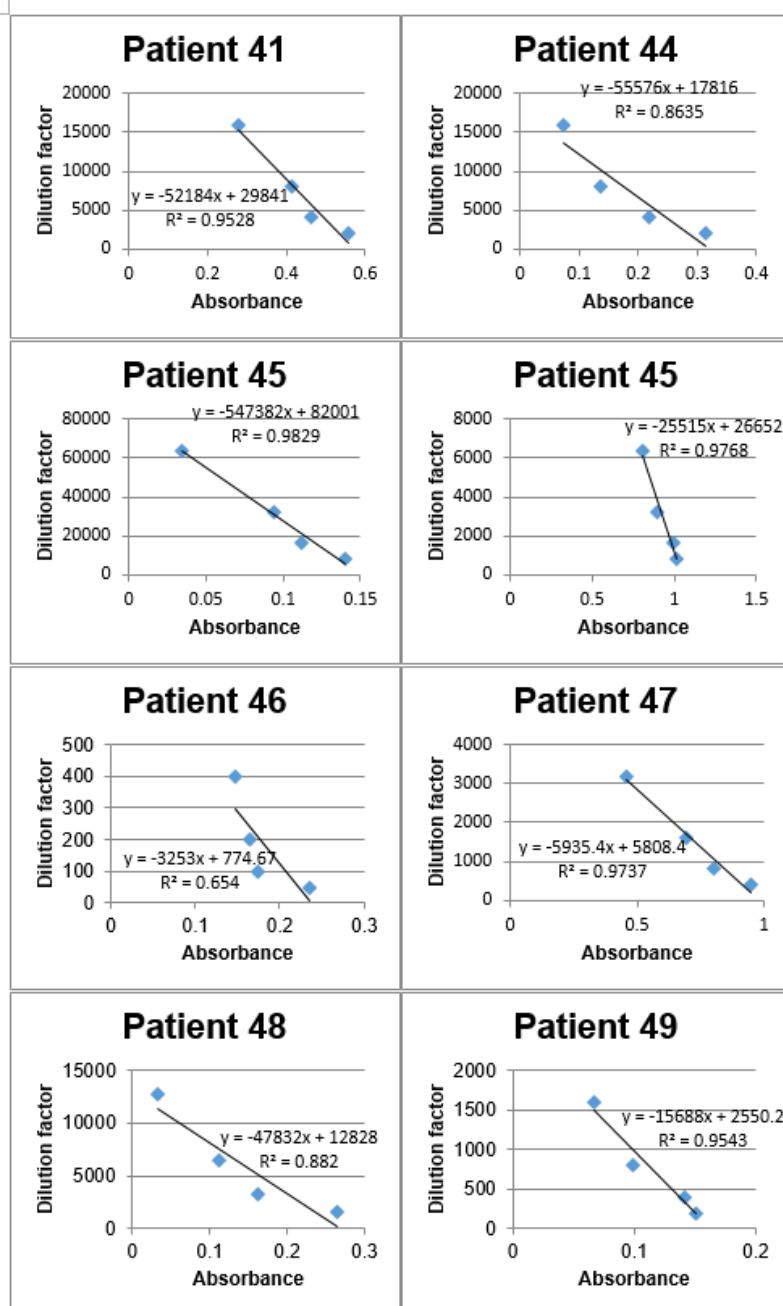 Patient 41
20000
15000
10000
5000
0
Dilution factor
y = -52184x + 29841
R² = 0.9528
0 0.2 0.4 0.6
Absorbance
Patient 44
20000
15000
10000
5000
0
Dilution factor
y = -55576x + 17816
R² = 0.8635
0 0.1 0.2 0.3 0.4
Absorbance
Patient 45
80000
60000
40000
20000
0
Dilution factor
y = -547382x + 82001
R² = 0.9829
0 0.05 0.1 0.15
Absorbance
Patient 45
8000
6000
4000
2000
0
Dilution factor
y = -25515x + 26652
R² = 0.9768
0 0.5 1 1.5
Absorbance
Patient 46
500
400
300
200
100
0
Dilution factor
y = -3253x + 774.67
R² = 0.654
0 0.1 0.2 0.3
Absorbance
Patient 47
4000
3000
2000
1000
0
Dilution factor
y = -5935.4x + 5808.4
R² = 0.9737
0 0.5 1
Absorbance
Patient 48
15000
10000
5000
0
Dilution factor
y = -47832x + 12828
R² = 0.882
0 0.1 0.2 0.3
Absorbance
Patient 49
2000
1500
1000
500
0
Dilution factor
y = -15688x + 2550.2
R² = 0.9543
0 0.1 0.2
Absorbance